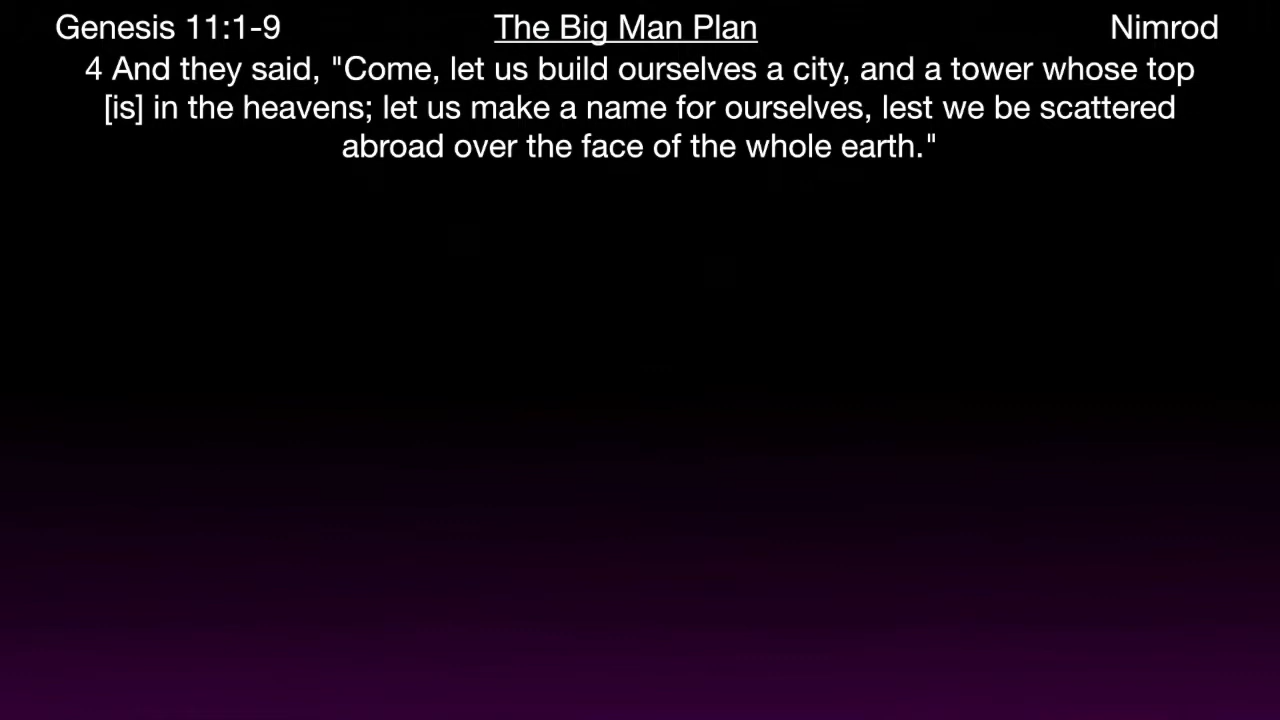 Genesis 11:1-9 The Big Man Plan Nimrod
4 And they said, "Come, let us build ourselves a city, and a tower whose top
[is] in the heavens; let us make a name for ourselves, lest we be scattered
abroad over the face of the whole earth."